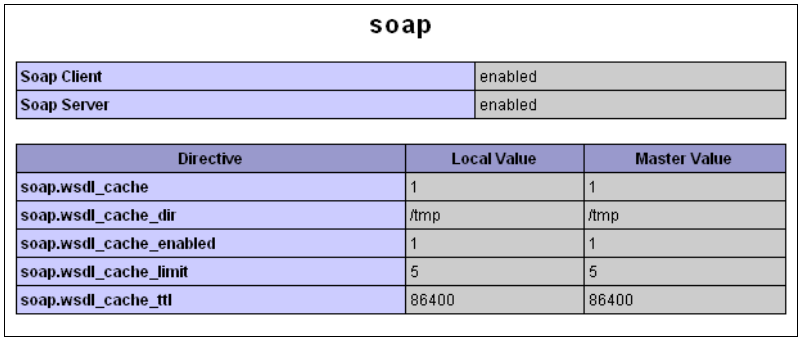 soap
Soap Client enabled
Soap Server enabled
Directive Local Value Master Value
soap.wsdl_cache 1 1
soap.wsdl_cache_dir /tmp /tmp
soap.wsdl_cache_enabled 1 1
soap.wsdl_cache_limit 5 5
soap.wsdl_cache_ttl 86400 86400